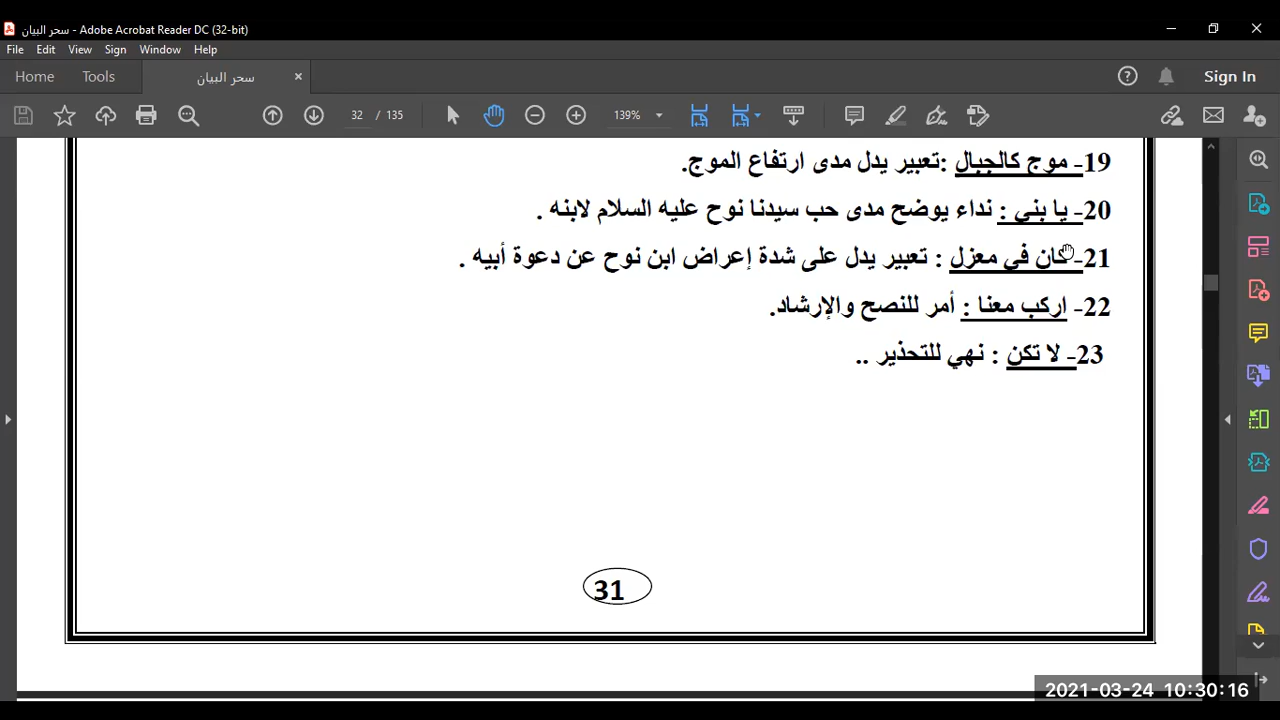 سحر البيان - Adobe Acrobat Reader DC (32-bit)
File Edit View Sign Window Help
Home Tools سحر البيان × Sign In
32 / 135 139%
19- موج كالجبال :تعبير يدل مدى ارتفاع الموج.
20- يا بني : نداء يوضح مدى حب سيدنا نوح عليه السلام لابنه .
21- كان في معزل : تعبير يدل على شدة إعراض ابن نوح عن دعوة أبيه .
22- اركب معنا : أمر للنصح والإرشاد.
23- لا تكن : نهي للتحذير ..
31
2021-03-24 10:30:16